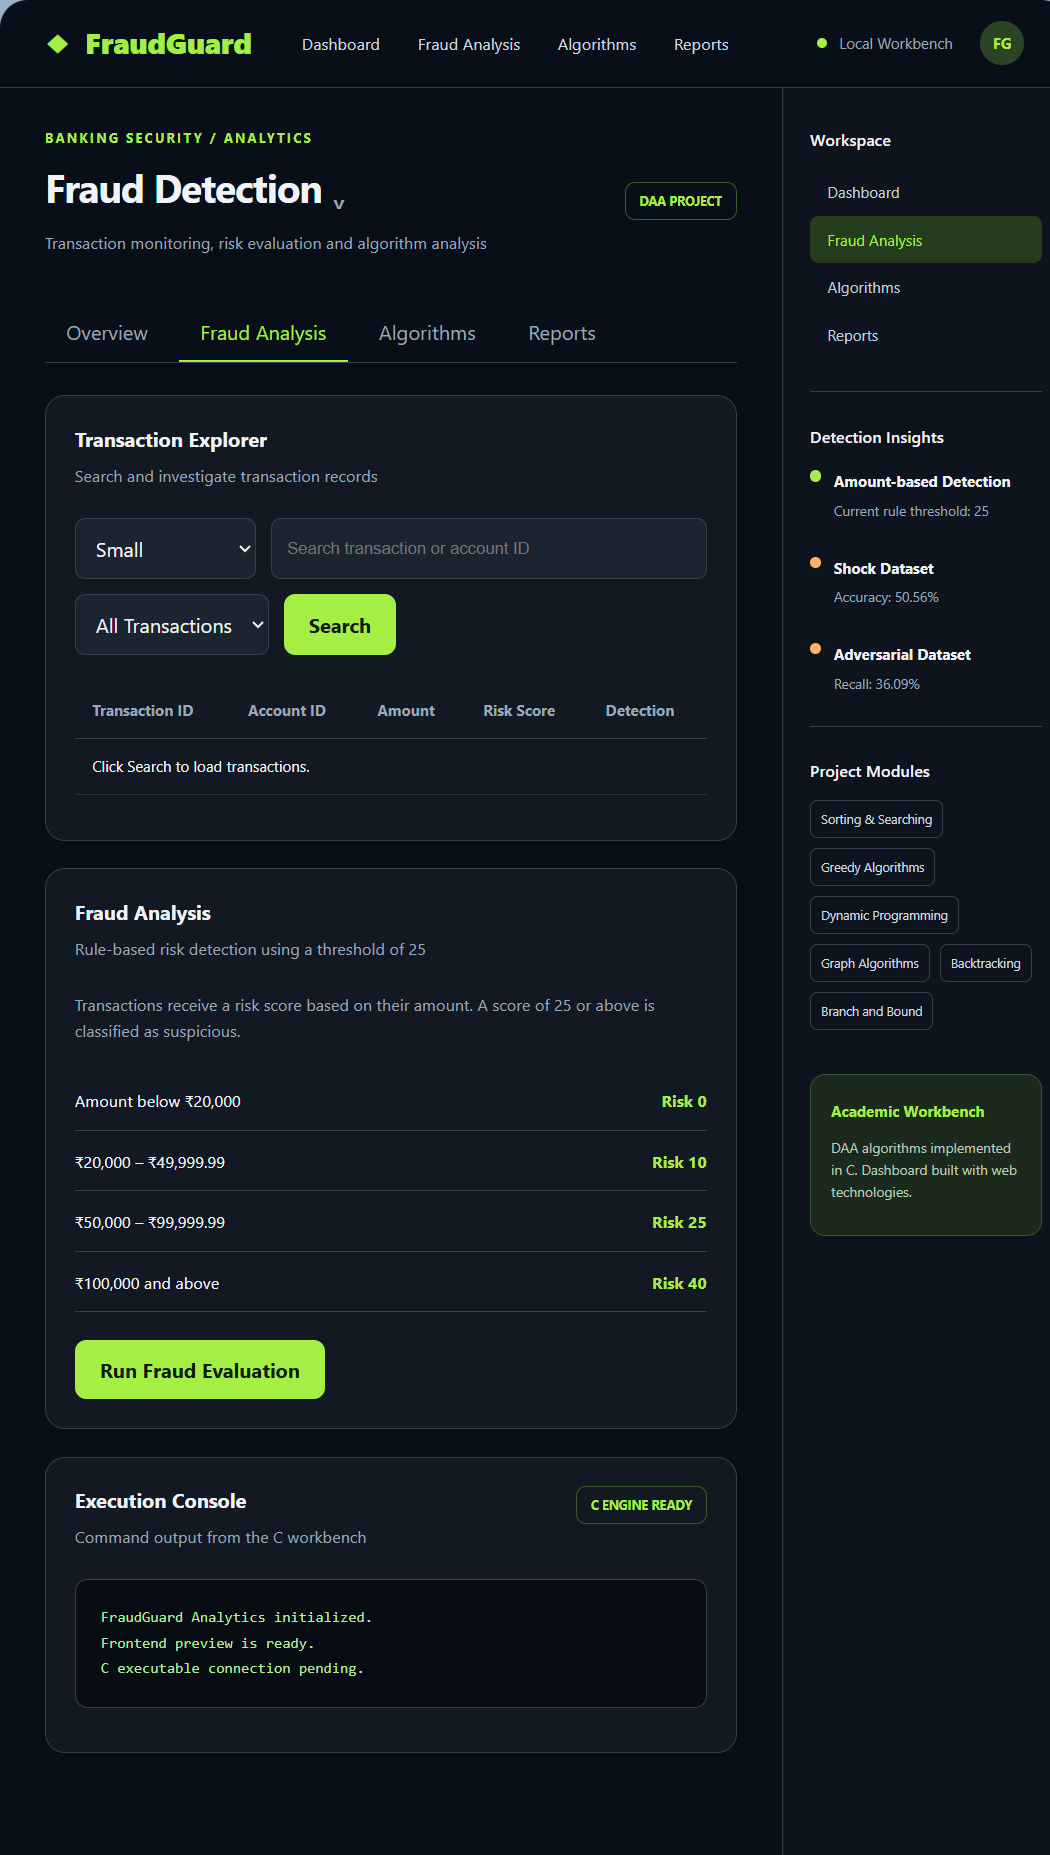 FraudGuard
Dashboard
Fraud Analysis
Algorithms
Reports
Local Workbench
FG
BANKING SECURITY / ANALYTICS
Fraud Detection v
DAA PROJECT
Transaction monitoring, risk evaluation and algorithm analysis
Overview
Fraud Analysis
Algorithms
Reports
Transaction Explorer
Search and investigate transaction records
Small
Search transaction or account ID
All Transactions
Search
Transaction ID Account ID Amount Risk Score Detection
Click Search to load transactions.
Fraud Analysis
Rule-based risk detection using a threshold of 25
Transactions receive a risk score based on their amount. A score of 25 or above is
classified as suspicious.
Amount below ₹20,000 Risk 0
₹20,000 – ₹49,999.99 Risk 10
₹50,000 – ₹99,999.99 Risk 25
₹100,000 and above Risk 40
Run Fraud Evaluation
Execution Console
C ENGINE READY
Command output from the C workbench
FraudGuard Analytics initialized.
Frontend preview is ready.
C executable connection pending.
Workspace
Dashboard
Fraud Analysis
Algorithms
Reports
Detection Insights
Amount-based Detection
Current rule threshold: 25
Shock Dataset
Accuracy: 50.56%
Adversarial Dataset
Recall: 36.09%
Project Modules
Sorting & Searching
Greedy Algorithms
Dynamic Programming
Graph Algorithms
Backtracking
Branch and Bound
Academic Workbench
DAA algorithms implemented
in C. Dashboard built with web
technologies.